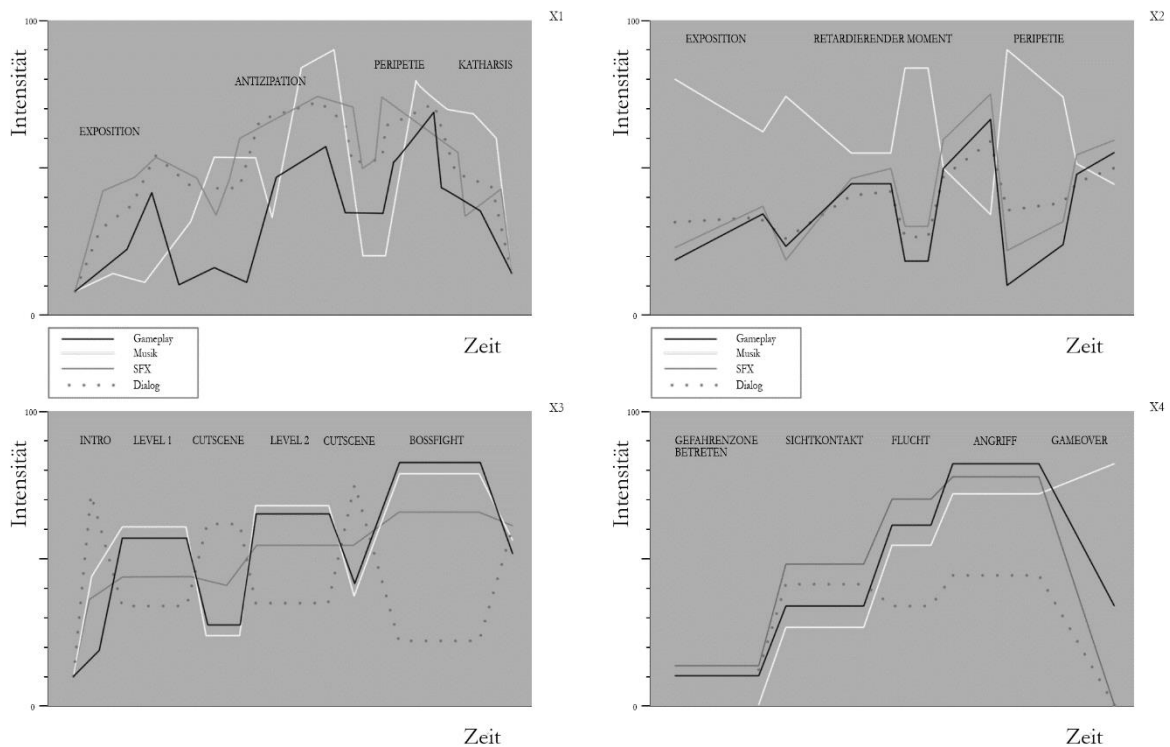 X1
100
Intensität
EXPOSITION
ANTIZIPATION
PERIPETIE
KATHARSIS
0
Zeit
Gameplay
Musik
SFX
Dialog
X2
100
Intensität
EXPOSITION
RETARDIERENDER MOMENT
PERIPETIE
0
Zeit
Gameplay
Musik
SFX
Dialog
X3
100
Intensität
INTRO
LEVEL 1
CUTSCENE
LEVEL 2
CUTSCENE
BOSSFIGHT
0
Zeit
X4
100
Intensität
GEFAHRENZONE
BETRETEN
SICHTKONTAKT
FLUCHT
ANGRIFF
GAMEOVER
0
Zeit